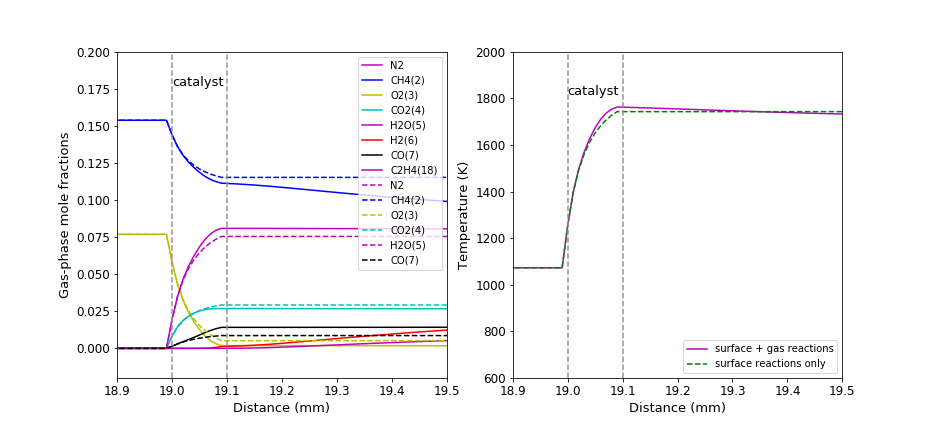 0.200
0.175
0.150
0.125
0.100
0.075
0.050
0.025
0.000
Gas-phase mole fractions
catalyst
N2
CH4(2)
O2(3)
CO2(4)
H2O(5)
H2(6)
CO(7)
C2H4(18)
N2
CH4(2)
O2(3)
CO2(4)
H2O(5)
CO(7)
18.9 19.0 19.1 19.2 19.3 19.4 19.5
Distance (mm)
2000
1800
1600
1400
1200
1000
800
600
Temperature (K)
catalyst
surface + gas reactions
surface reactions only
18.9 19.0 19.1 19.2 19.3 19.4 19.5
Distance (mm)